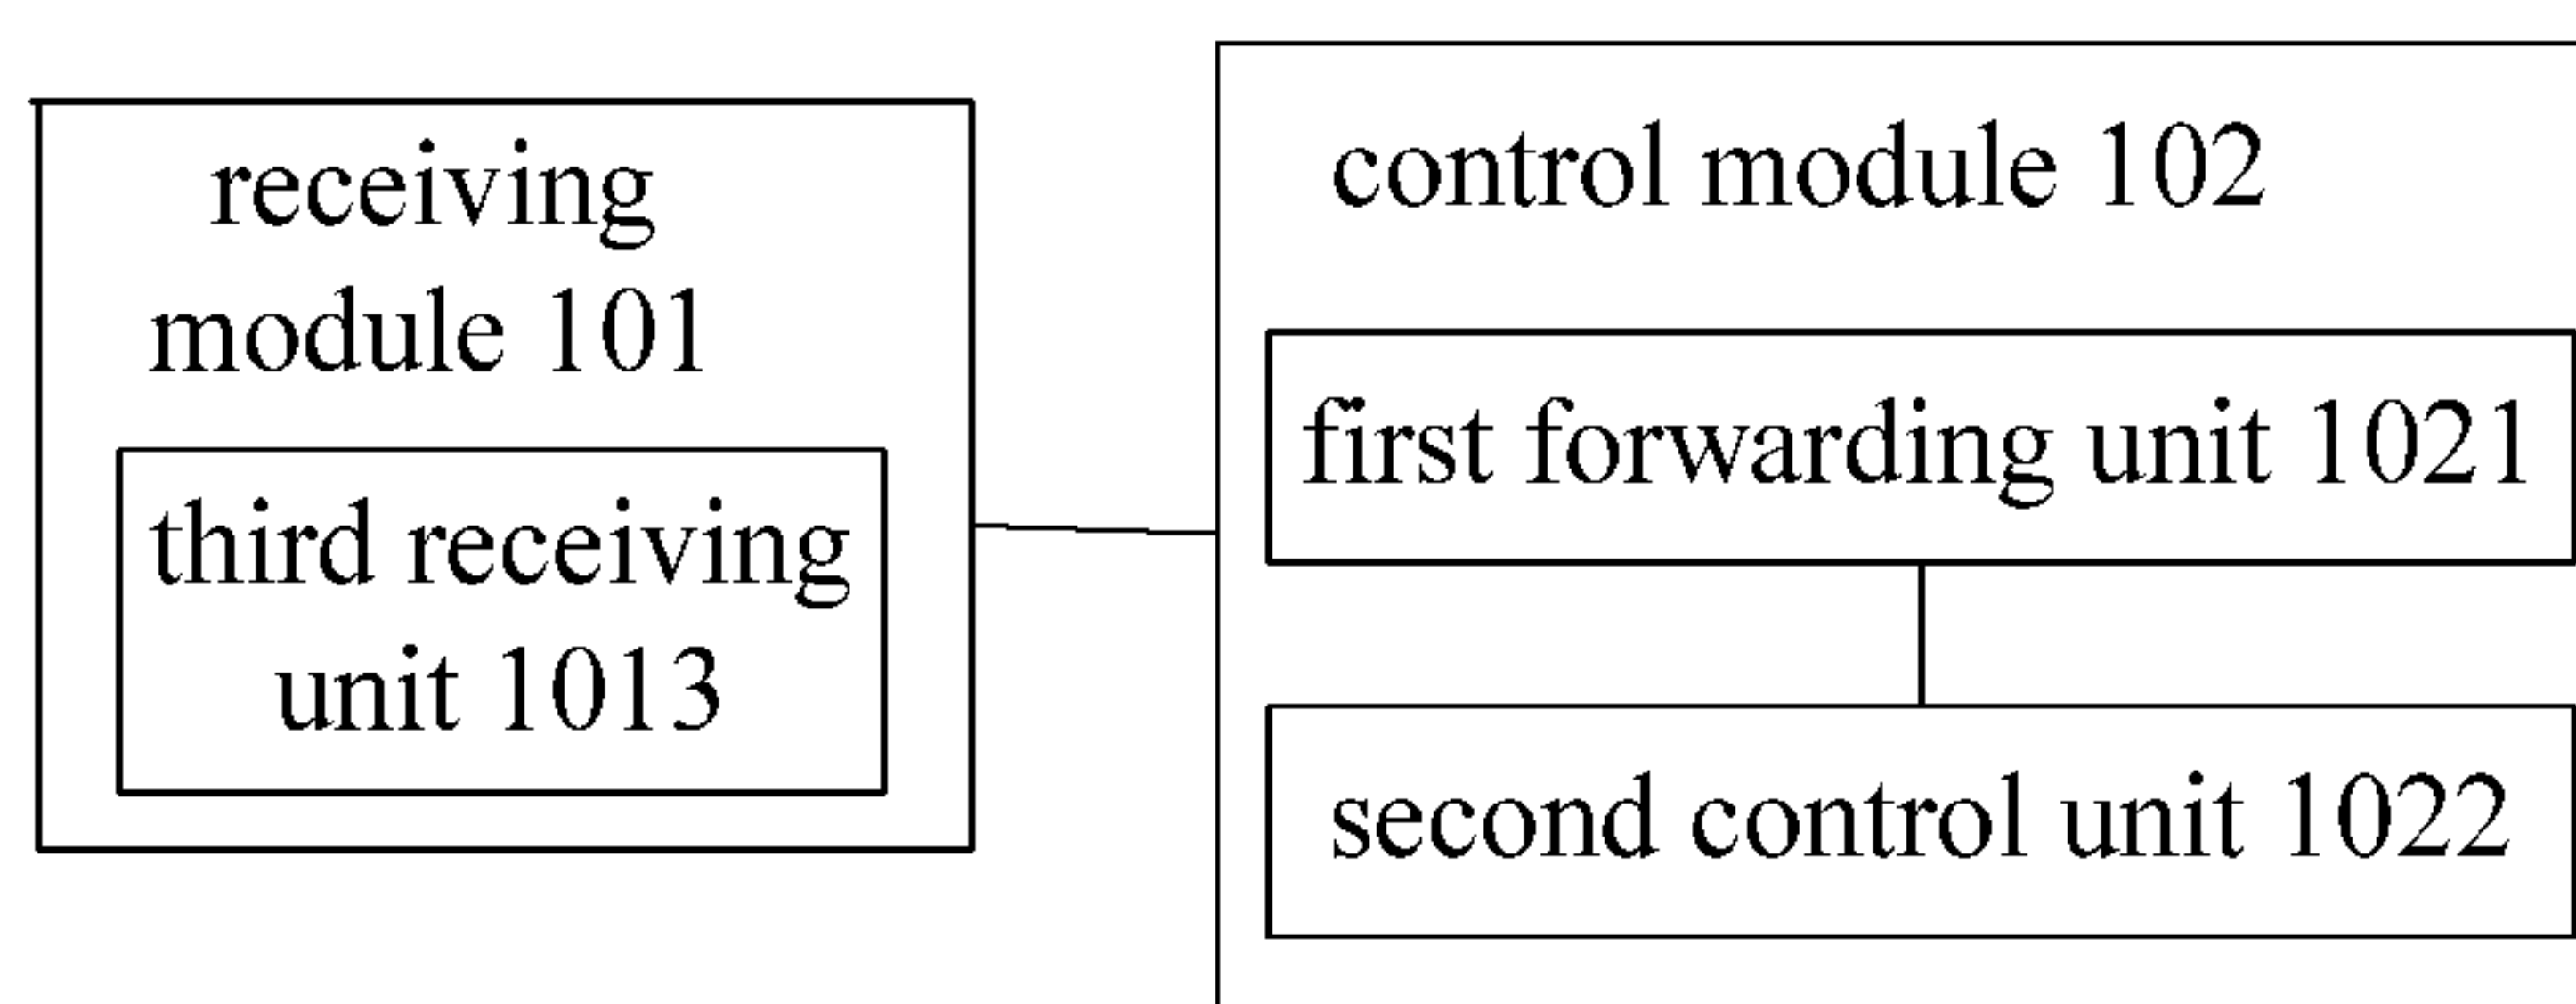 receiving
module 101
third receiving
unit 1013
control module 102
first forwarding unit 1021
second control unit 1022